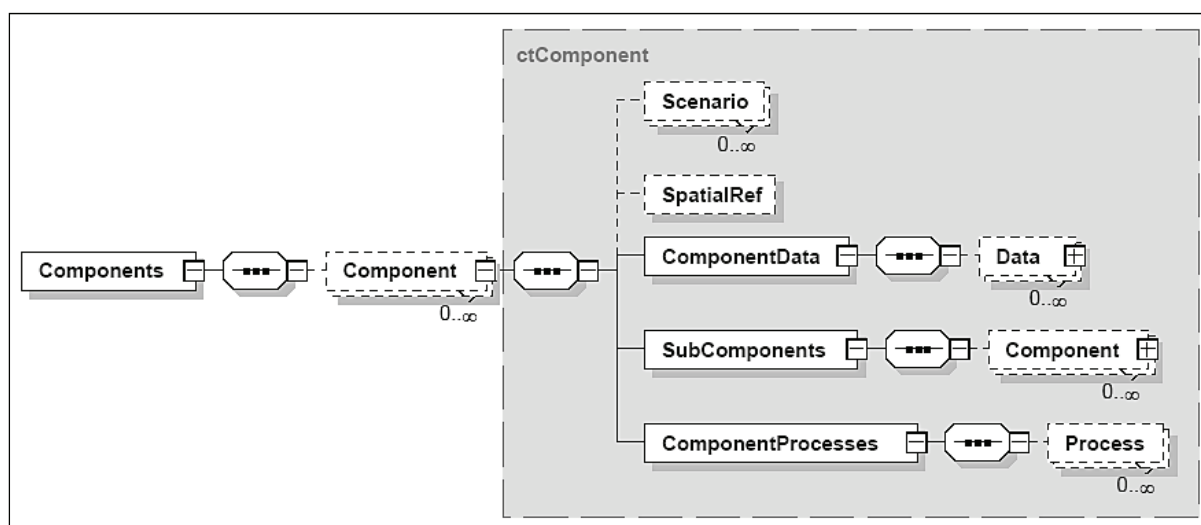 ctComponent
Scenario
0..∞
SpatialRef
Components
Component
0..∞
ComponentData
Data
0..∞
SubComponents
Component
0..∞
ComponentProcesses
Process
0..∞